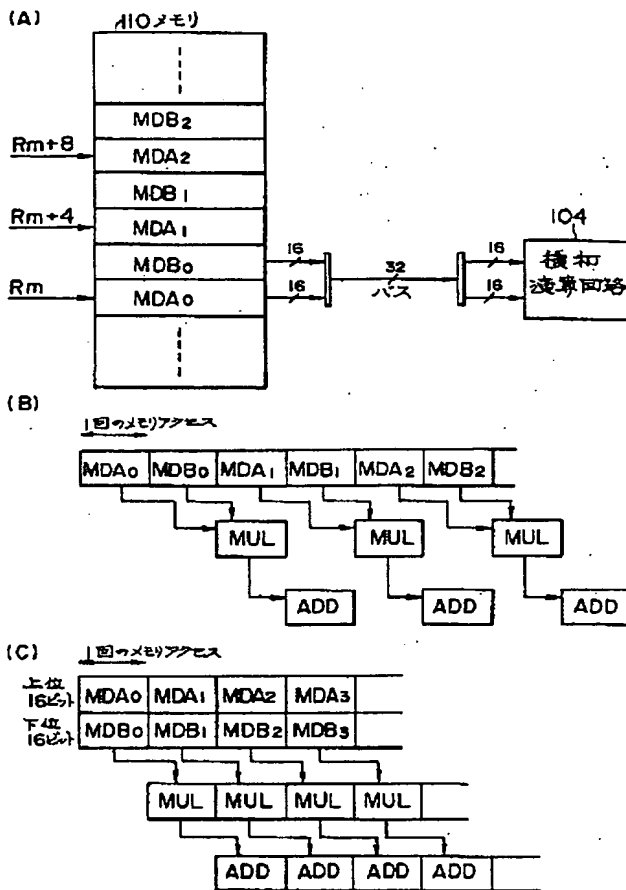 (A)
110メモリ
MDB2
Rm+8
MDA2
MDB1
Rm+4
MDA1
MDB0
16
32
16
104
積和
演算回路
Rm
MDA0
16
バス
16
(B)
1回のメモリアクセス
MDA0 MDB0 MDA1 MDB1 MDA2 MDB2
MUL MUL MUL
ADD ADD ADD
(C)
1回のメモリアクセス
上位
16ビット
MDA0 MDA1 MDA2 MDA3
下位
16ビット
MDB0 MDB1 MDB2 MDB3
MUL MUL MUL MUL
ADD ADD ADD ADD